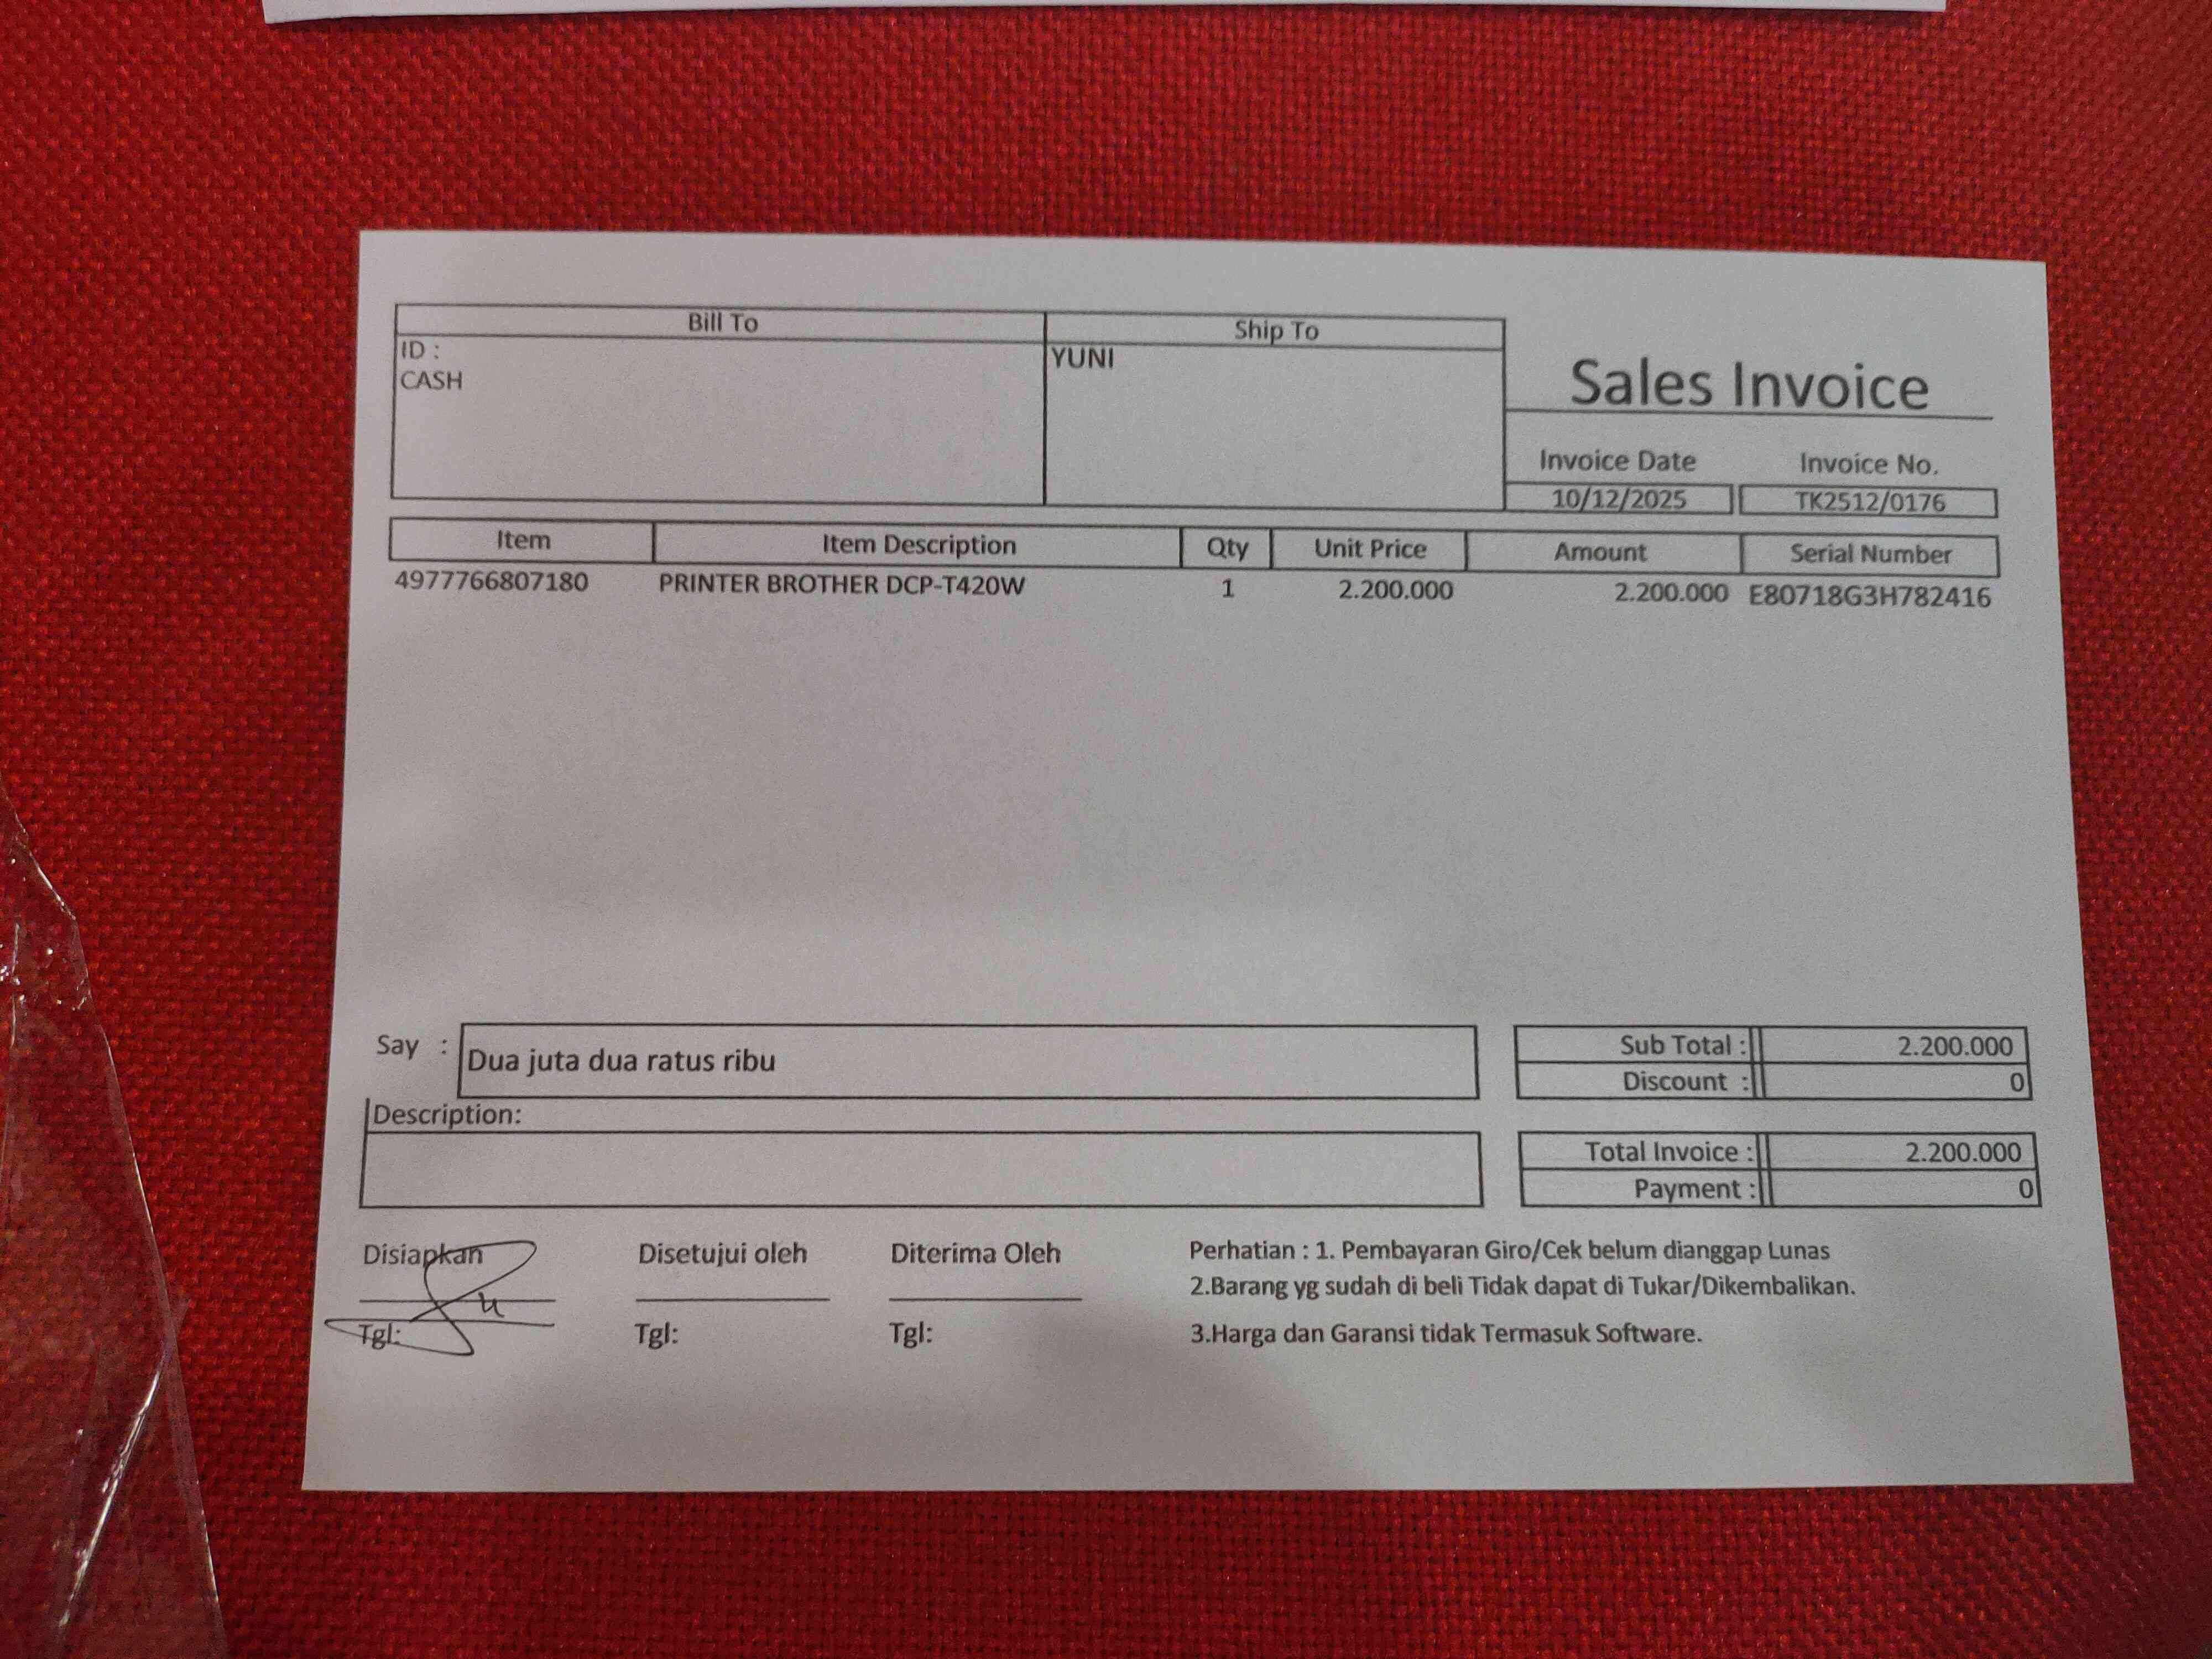 Bill To
Ship To
ID :
CASH
YUNI
Sales Invoice
Invoice Date Invoice No.
10/12/2025 TK2512/0176
Item Item Description Qty Unit Price Amount Serial Number
4977766807180 PRINTER BROTHER DCP-T420W 1 2.200.000 2.200.000 E80718G3H782416
Say : Dua juta dua ratus ribu
Sub Total : 2.200.000
Discount : 0
Description:
Total Invoice : 2.200.000
Payment : 0
Disiapkan Disetujui oleh Diterima Oleh
Tgl: Tgl: Tgl:
Perhatian : 1. Pembayaran Giro/Cek belum dianggap Lunas
2.Barang yg sudah di beli Tidak dapat di Tukar/Dikembalikan.
3.Harga dan Garansi tidak Termasuk Software.